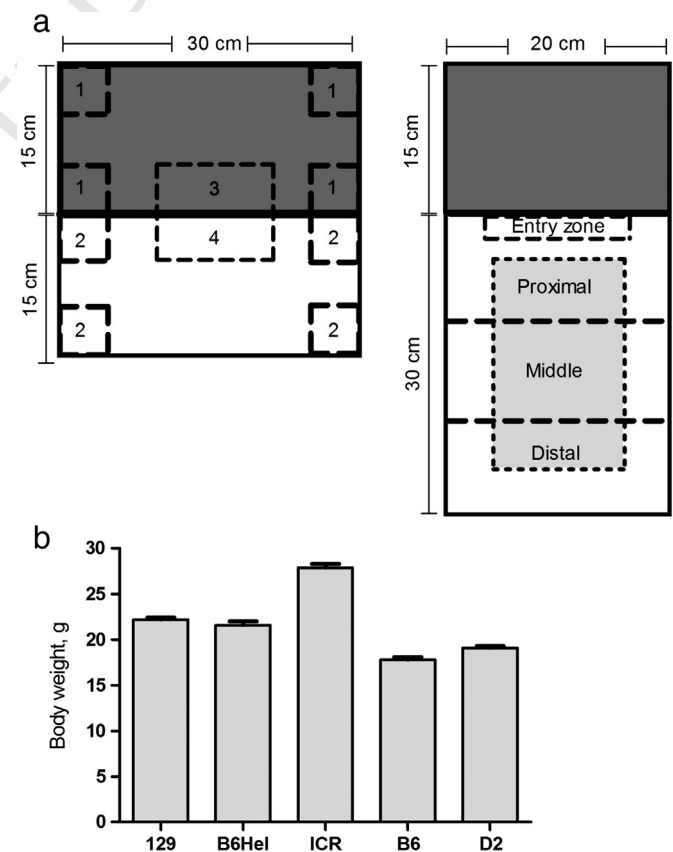 a
30 cm
20 cm
15 cm
15 cm
1
1
1
3
1
2
4
2
2
2
15 cm
30 cm
Entry zone
Proximal
Middle
Distal
b
Body weight, g
30
25
20
15
10
5
0
129
B6Hel
ICR
B6
D2